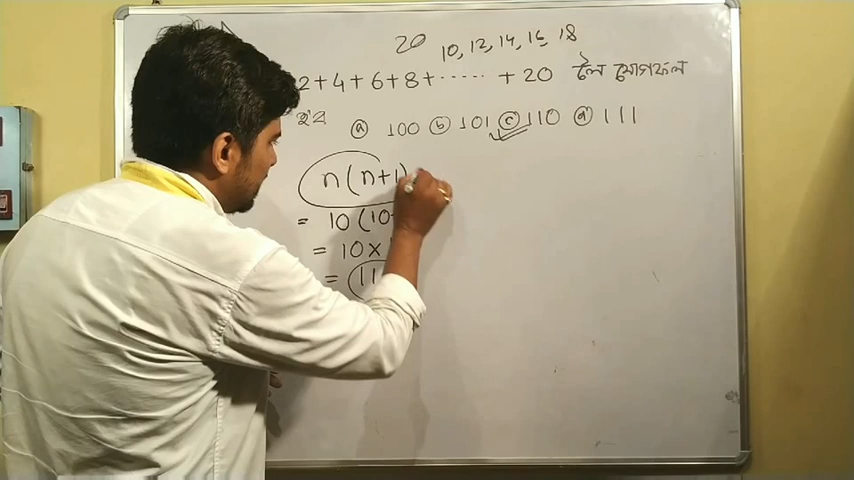 20 10, 12, 14, 16, 18
2+4+6+8+······ +20 লৈ যোগফল
হব ⓐ 100 ⓑ 101 ⓒ 110 ⓓ 111
n(n+1)
= 10(10+
= 10×
= 11